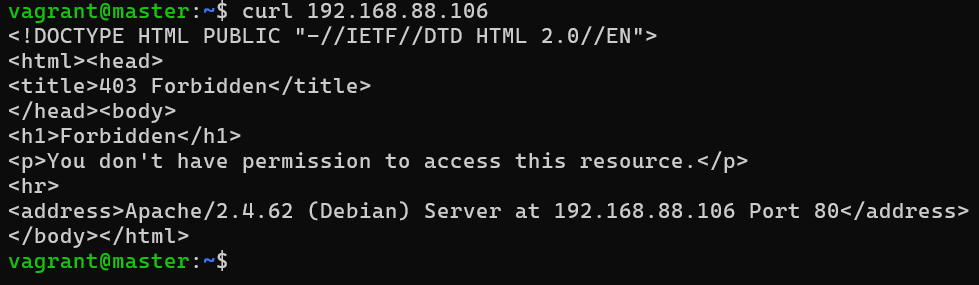 vagrant@master:~$ curl 192.168.88.106
<!DOCTYPE HTML PUBLIC "-//IETF//DTD HTML 2.0//EN">
<html><head>
<title>403 Forbidden</title>
</head><body>
<h1>Forbidden</h1>
<p>You don't have permission to access this resource.</p>
<hr>
<address>Apache/2.4.62 (Debian) Server at 192.168.88.106 Port 80</address>
</body></html>
vagrant@master:~$